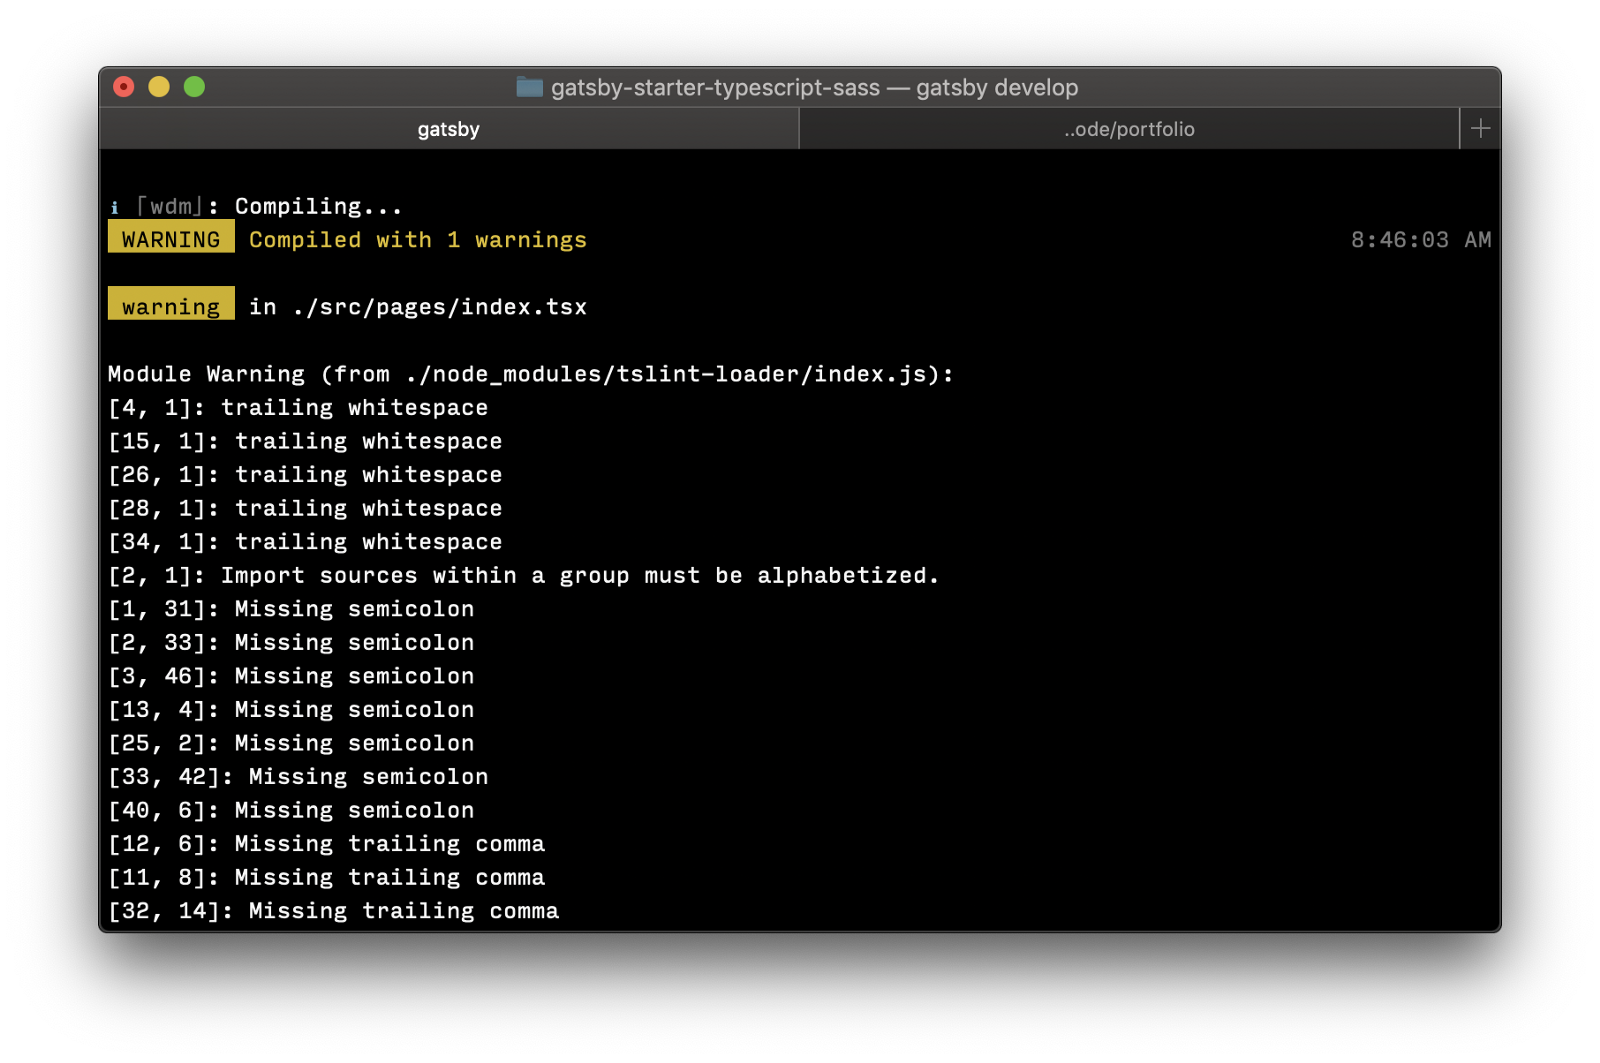 gatsby-starter-typescript-sass — gatsby develop
gatsby
..ode/portfolio
i ｢wdm｣: Compiling...
WARNING Compiled with 1 warnings 8:46:03 AM
warning in ./src/pages/index.tsx
Module Warning (from ./node_modules/tslint-loader/index.js):
[4, 1]: trailing whitespace
[15, 1]: trailing whitespace
[26, 1]: trailing whitespace
[28, 1]: trailing whitespace
[34, 1]: trailing whitespace
[2, 1]: Import sources within a group must be alphabetized.
[1, 31]: Missing semicolon
[2, 33]: Missing semicolon
[3, 46]: Missing semicolon
[13, 4]: Missing semicolon
[25, 2]: Missing semicolon
[33, 42]: Missing semicolon
[40, 6]: Missing semicolon
[12, 6]: Missing trailing comma
[11, 8]: Missing trailing comma
[32, 14]: Missing trailing comma